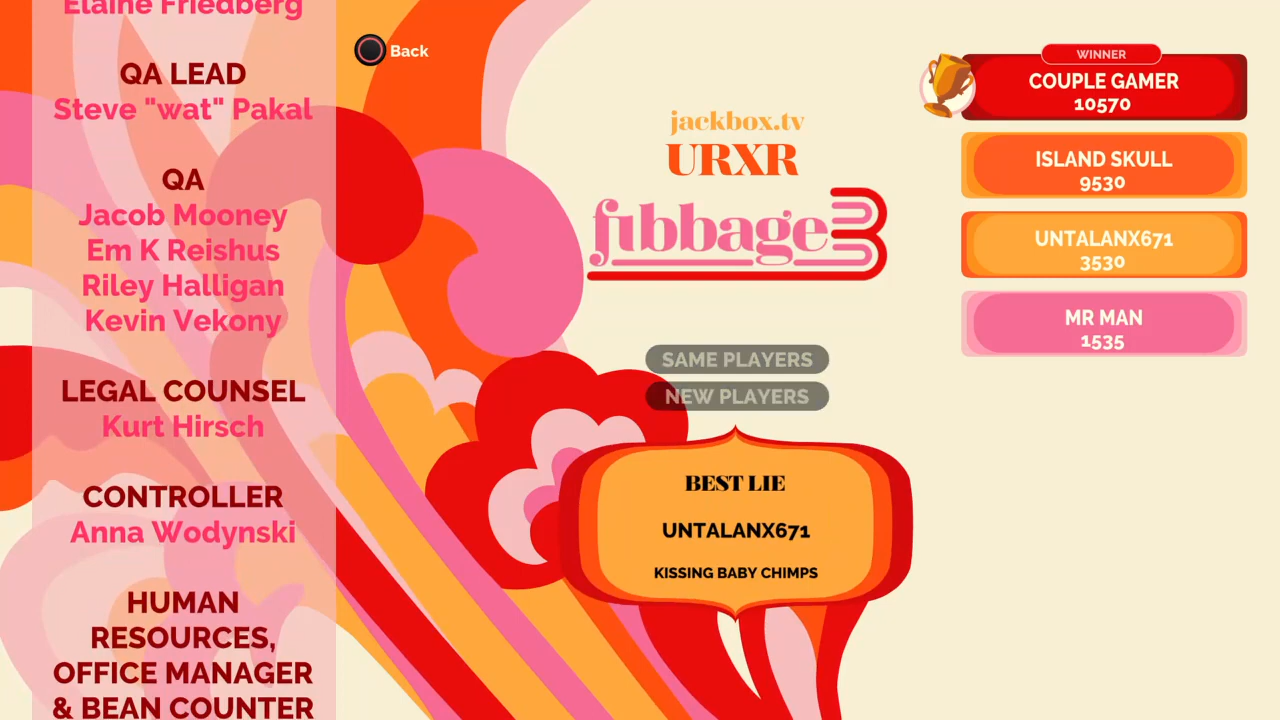 Elaine Friedberg
QA LEAD
Steve "wat" Pakal
QA
Jacob Mooney
Em K Reishus
Riley Halligan
Kevin Vekony
LEGAL COUNSEL
Kurt Hirsch
CONTROLLER
Anna Wodynski
HUMAN
RESOURCES,
OFFICE MANAGER
& BEAN COUNTER
Back
jackbox.tv
URXR
fibbage 3
SAME PLAYERS
NEW PLAYERS
BEST LIE
UNTALANX671
KISSING BABY CHIMPS
WINNER
COUPLE GAMER
10570
ISLAND SKULL
9530
UNTALANX671
3530
MR MAN
1535